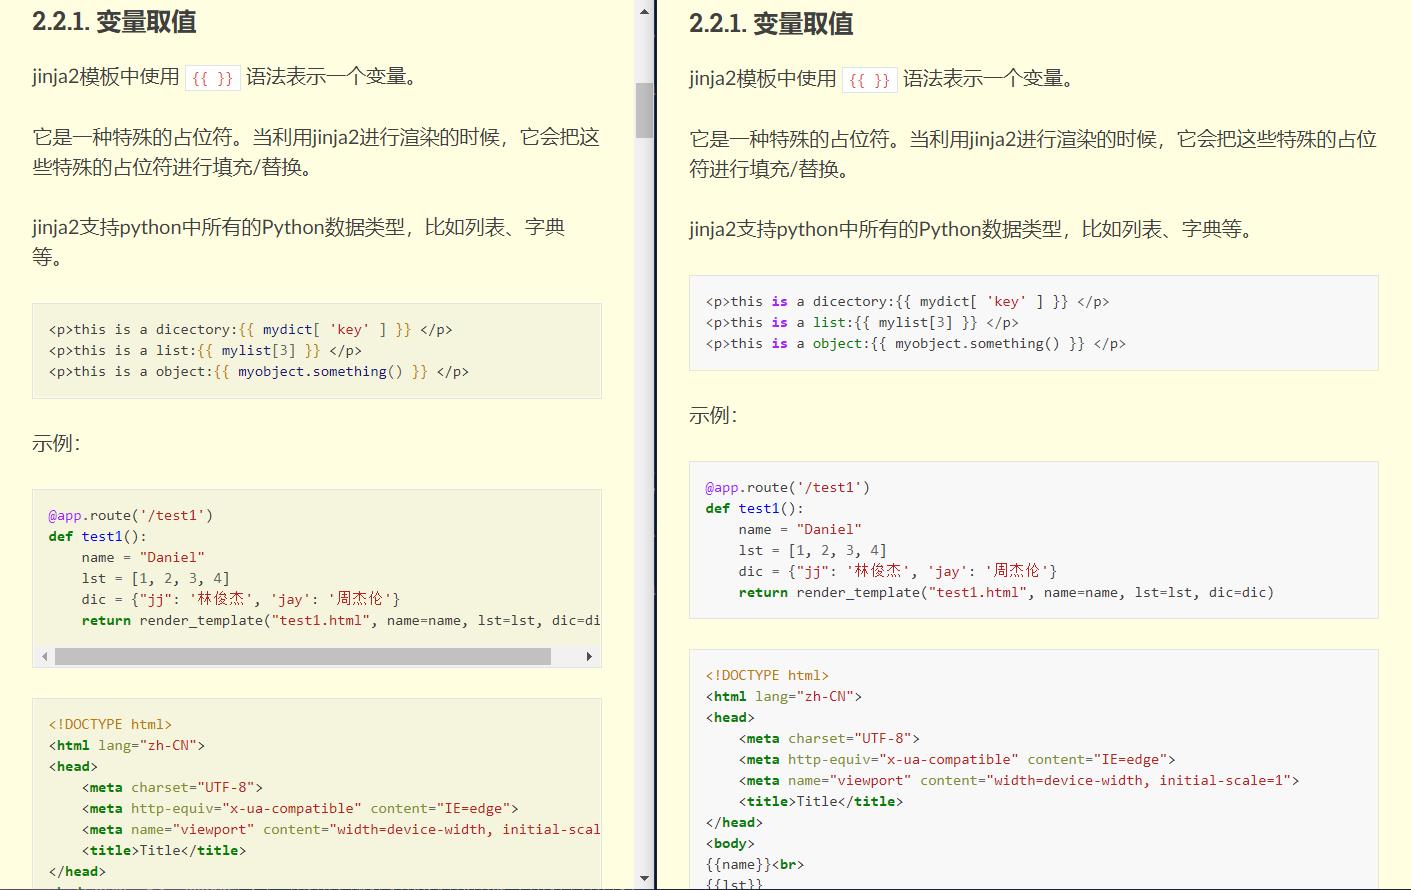 2.2.1. 变量取值
jinja2模板中使用 {{ }} 语法表示一个变量。
它是一种特殊的占位符。当利用jinja2进行渲染的时候，它会把这
些特殊的占位符进行填充/替换。
jinja2支持python中所有的Python数据类型，比如列表、字典
等。
<p>this is a dicectory:{{ mydict[ 'key' ] }} </p>
<p>this is a list:{{ mylist[3] }} </p>
<p>this is a object:{{ myobject.something() }} </p>
示例：
@app.route('/test1')
def test1():
    name = "Daniel"
    lst = [1, 2, 3, 4]
    dic = {"jj": '林俊杰', 'jay': '周杰伦'}
    return render_template("test1.html", name=name, lst=lst, dic=di
<!DOCTYPE html>
<html lang="zh-CN">
<head>
    <meta charset="UTF-8">
    <meta http-equiv="x-ua-compatible" content="IE=edge">
    <meta name="viewport" content="width=device-width, initial-scal
    <title>Title</title>
</head>
2.2.1. 变量取值
jinja2模板中使用 {{ }} 语法表示一个变量。
它是一种特殊的占位符。当利用jinja2进行渲染的时候，它会把这些特殊的占位
符进行填充/替换。
jinja2支持python中所有的Python数据类型，比如列表、字典等。
<p>this is a dicectory:{{ mydict[ 'key' ] }} </p>
<p>this is a list:{{ mylist[3] }} </p>
<p>this is a object:{{ myobject.something() }} </p>
示例：
@app.route('/test1')
def test1():
    name = "Daniel"
    lst = [1, 2, 3, 4]
    dic = {"jj": '林俊杰', 'jay': '周杰伦'}
    return render_template("test1.html", name=name, lst=lst, dic=dic)
<!DOCTYPE html>
<html lang="zh-CN">
<head>
    <meta charset="UTF-8">
    <meta http-equiv="x-ua-compatible" content="IE=edge">
    <meta name="viewport" content="width=device-width, initial-scale=1">
    <title>Title</title>
</head>
<body>
{{name}}<br>
{{lst}}